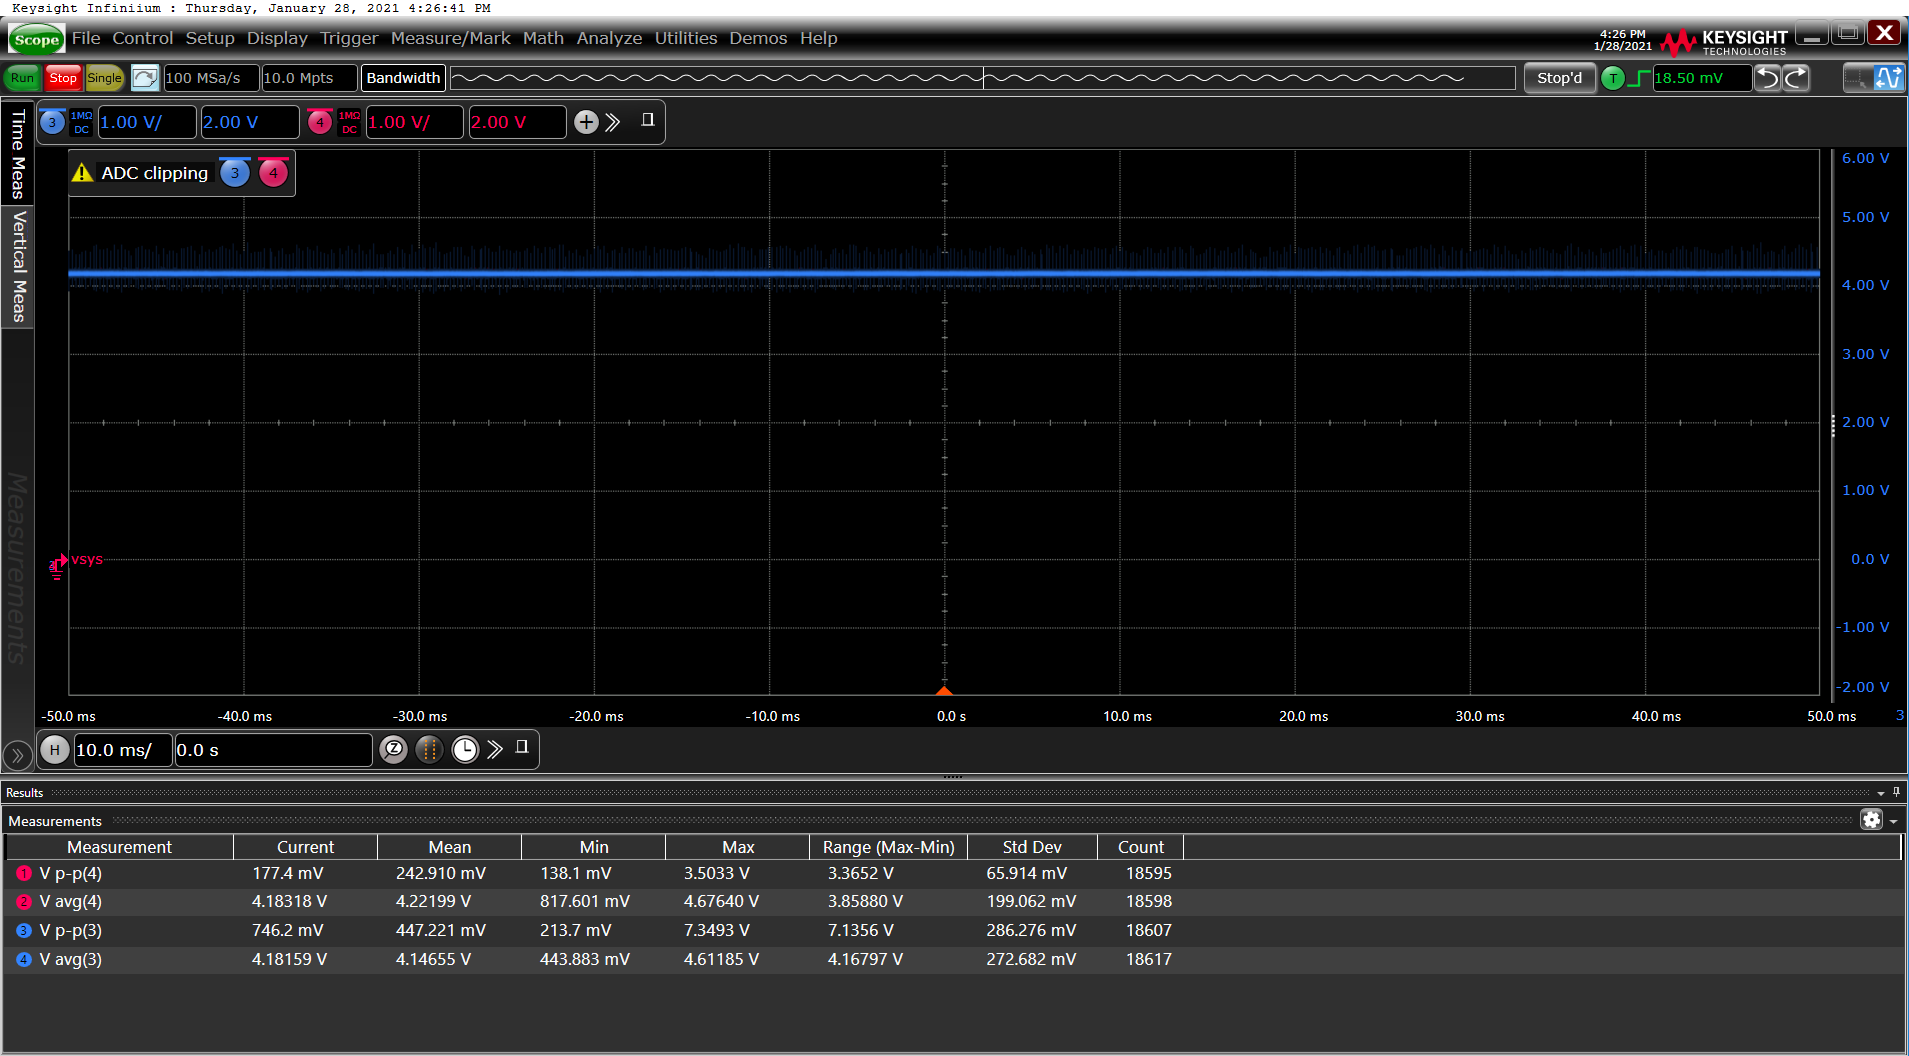 Keysight Infiniium : Thursday, January 28, 2021 4:26:41 PM
Scope File Control Setup Display Trigger Measure/Mark Math Analyze Utilities Demos Help
4:26 PM
1/28/2021
KEYSIGHT
TECHNOLOGIES
Run Stop Single 100 MSa/s 10.0 Mpts Bandwidth Stop'd T 18.50 mV
3 1MΩ DC 1.00 V/ 2.00 V 4 1MΩ DC 1.00 V/ 2.00 V
Time Meas
Vertical Meas
Measurements
ADC clipping 3 4
6.00 V
5.00 V
4.00 V
3.00 V
2.00 V
1.00 V
0.0 V
-1.00 V
-2.00 V
vsys
-50.0 ms -40.0 ms -30.0 ms -20.0 ms -10.0 ms 0.0 s 10.0 ms 20.0 ms 30.0 ms 40.0 ms 50.0 ms 3
H 10.0 ms/ 0.0 s Z
Results
Measurements
Measurement Current Mean Min Max Range (Max-Min) Std Dev Count
1 V p-p(4) 177.4 mV 242.910 mV 138.1 mV 3.5033 V 3.3652 V 65.914 mV 18595
2 V avg(4) 4.18318 V 4.22199 V 817.601 mV 4.67640 V 3.85880 V 199.062 mV 18598
3 V p-p(3) 746.2 mV 447.221 mV 213.7 mV 7.3493 V 7.1356 V 286.276 mV 18607
4 V avg(3) 4.18159 V 4.14655 V 443.883 mV 4.61185 V 4.16797 V 272.682 mV 18617